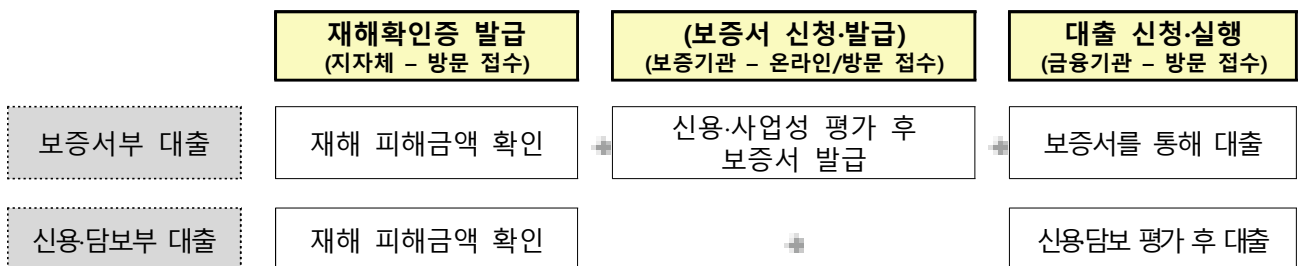 재해확인증 발급
(지자체 – 방문 접수)
(보증서 신청·발급)
(보증기관 – 온라인/방문 접수)
대출 신청·실행
(금융기관 – 방문 접수)
보증서부 대출
재해 피해금액 확인
신용·사업성 평가 후
보증서 발급
보증서를 통해 대출
신용·담보부 대출
재해 피해금액 확인
신용담보 평가 후 대출